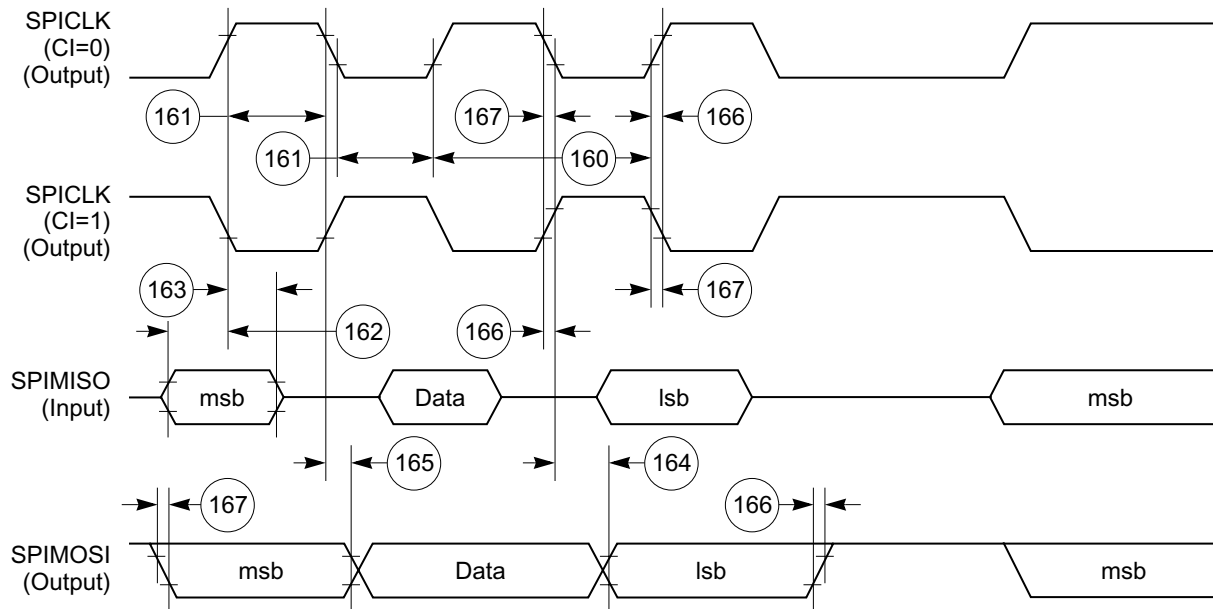 SPICLK
(CI=0)
(Output)
161
167
166
161
160
SPICLK
(CI=1)
(Output)
163
167
162
166
SPIMISO
(Input)
msb
Data
lsb
msb
165
164
167
166
SPIMOSI
(Output)
msb
Data
lsb
msb